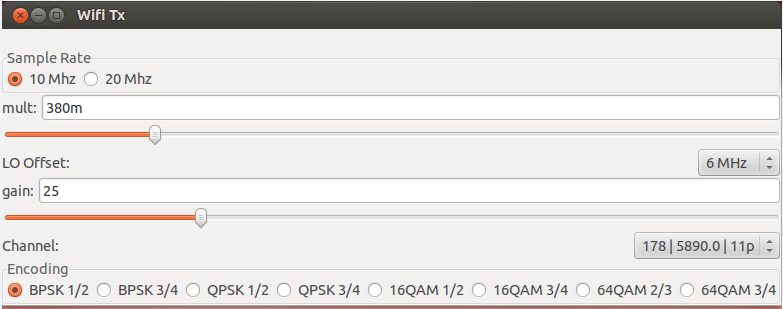 Wifi Tx
Sample Rate
10 Mhz 20 Mhz
mult: 380m
LO Offset: 6 MHz
gain: 25
Channel: 178 | 5890.0 | 11p
Encoding
BPSK 1/2 BPSK 3/4 QPSK 1/2 QPSK 3/4 16QAM 1/2 16QAM 3/4 64QAM 2/3 64QAM 3/4